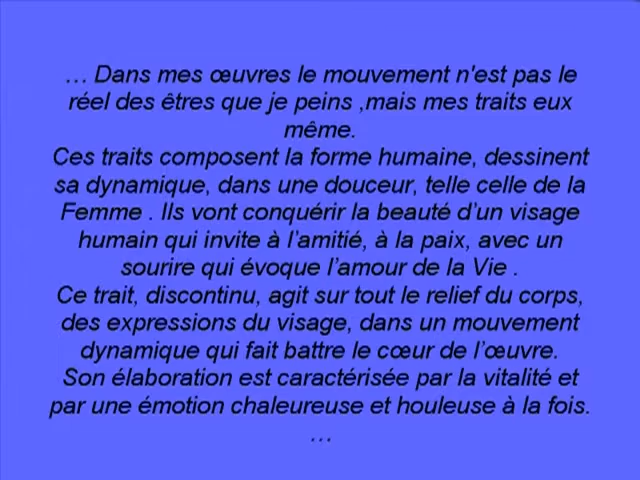 … Dans mes œuvres le mouvement n'est pas le
réel des êtres que je peins ,mais mes traits eux
même.
Ces traits composent la forme humaine, dessinent
sa dynamique, dans une douceur, telle celle de la
Femme . Ils vont conquérir la beauté d’un visage
humain qui invite à l’amitié, à la paix, avec un
sourire qui évoque l’amour de la Vie .
Ce trait, discontinu, agit sur tout le relief du corps,
des expressions du visage, dans un mouvement
dynamique qui fait battre le cœur de l’œuvre.
Son élaboration est caractérisée par la vitalité et
par une émotion chaleureuse et houleuse à la fois.
…